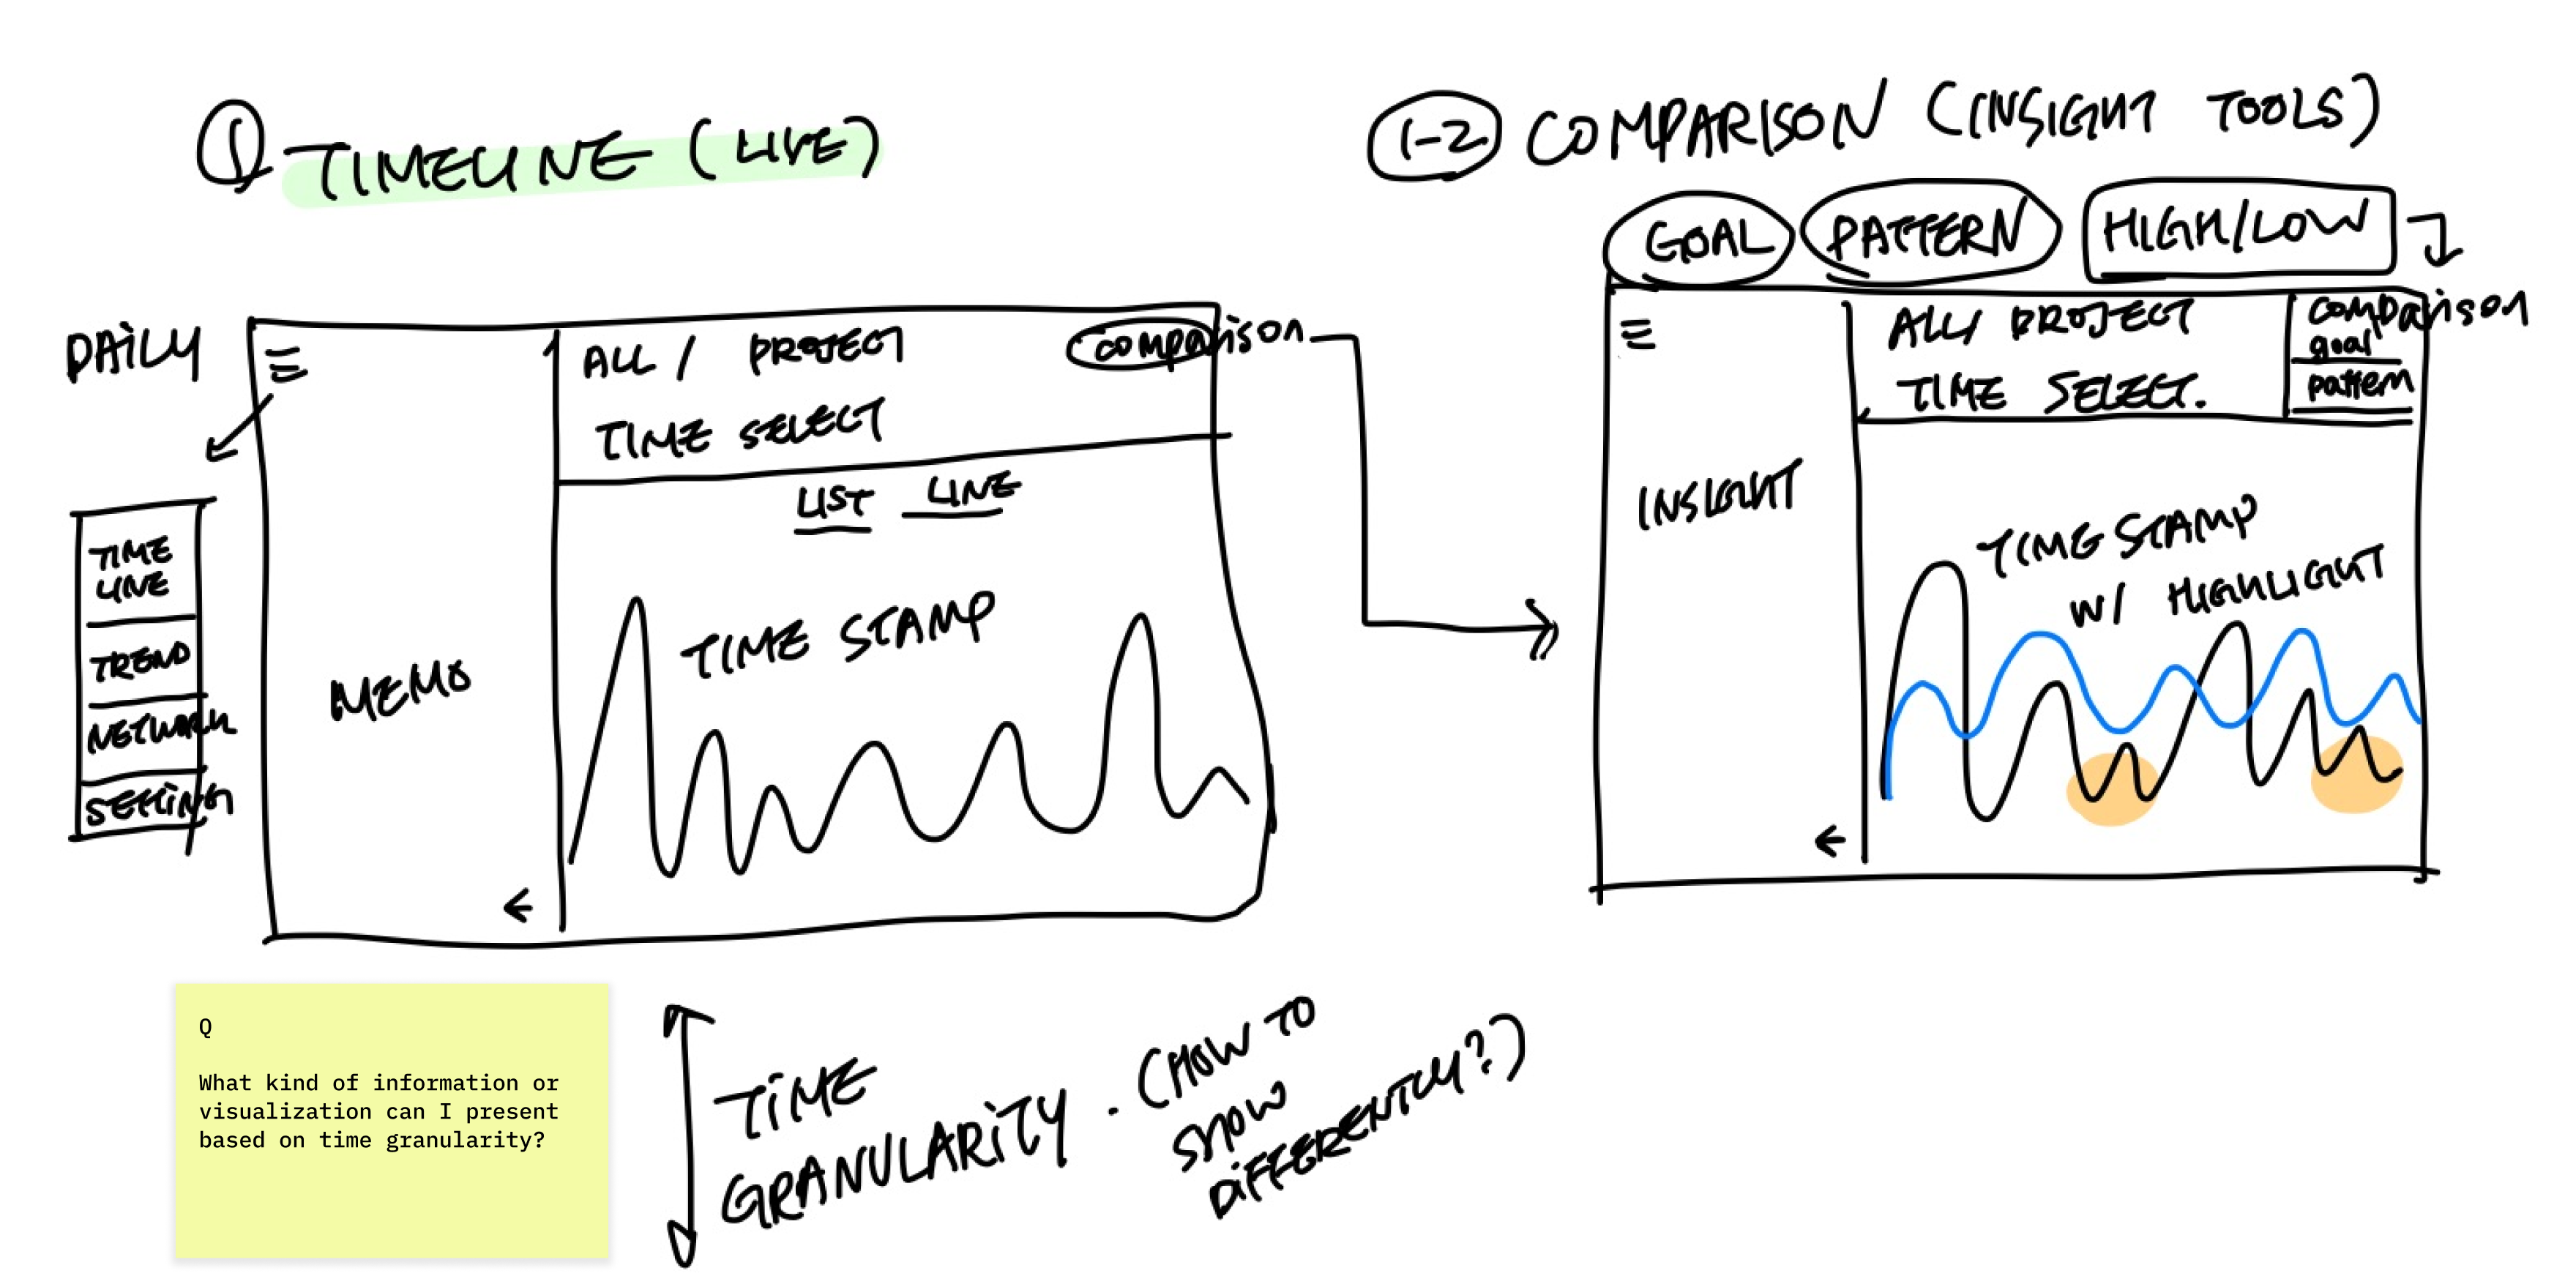 ① TIMELINE (LIVE)
DAILY
ALL / PROJECT
comparison
TIME SELECT
LIST LINE
TIME STAMP
MEMO
TIME
LINE
TREND
NETWORK
SETTING
1-2 COMPARISON (INSIGHT TOOLS)
GOAL PATTERN HIGH/LOW
ALL/ PROJECT
TIME SELECT.
comparison
goal
pattern
INSIGHT
TIME STAMP
W/ HIGHLIGHT
Q
What kind of information or
visualization can I present
based on time granularity?
TIME
GRANULARITY . (HOW TO
SHOW
DIFFERENTLY?)